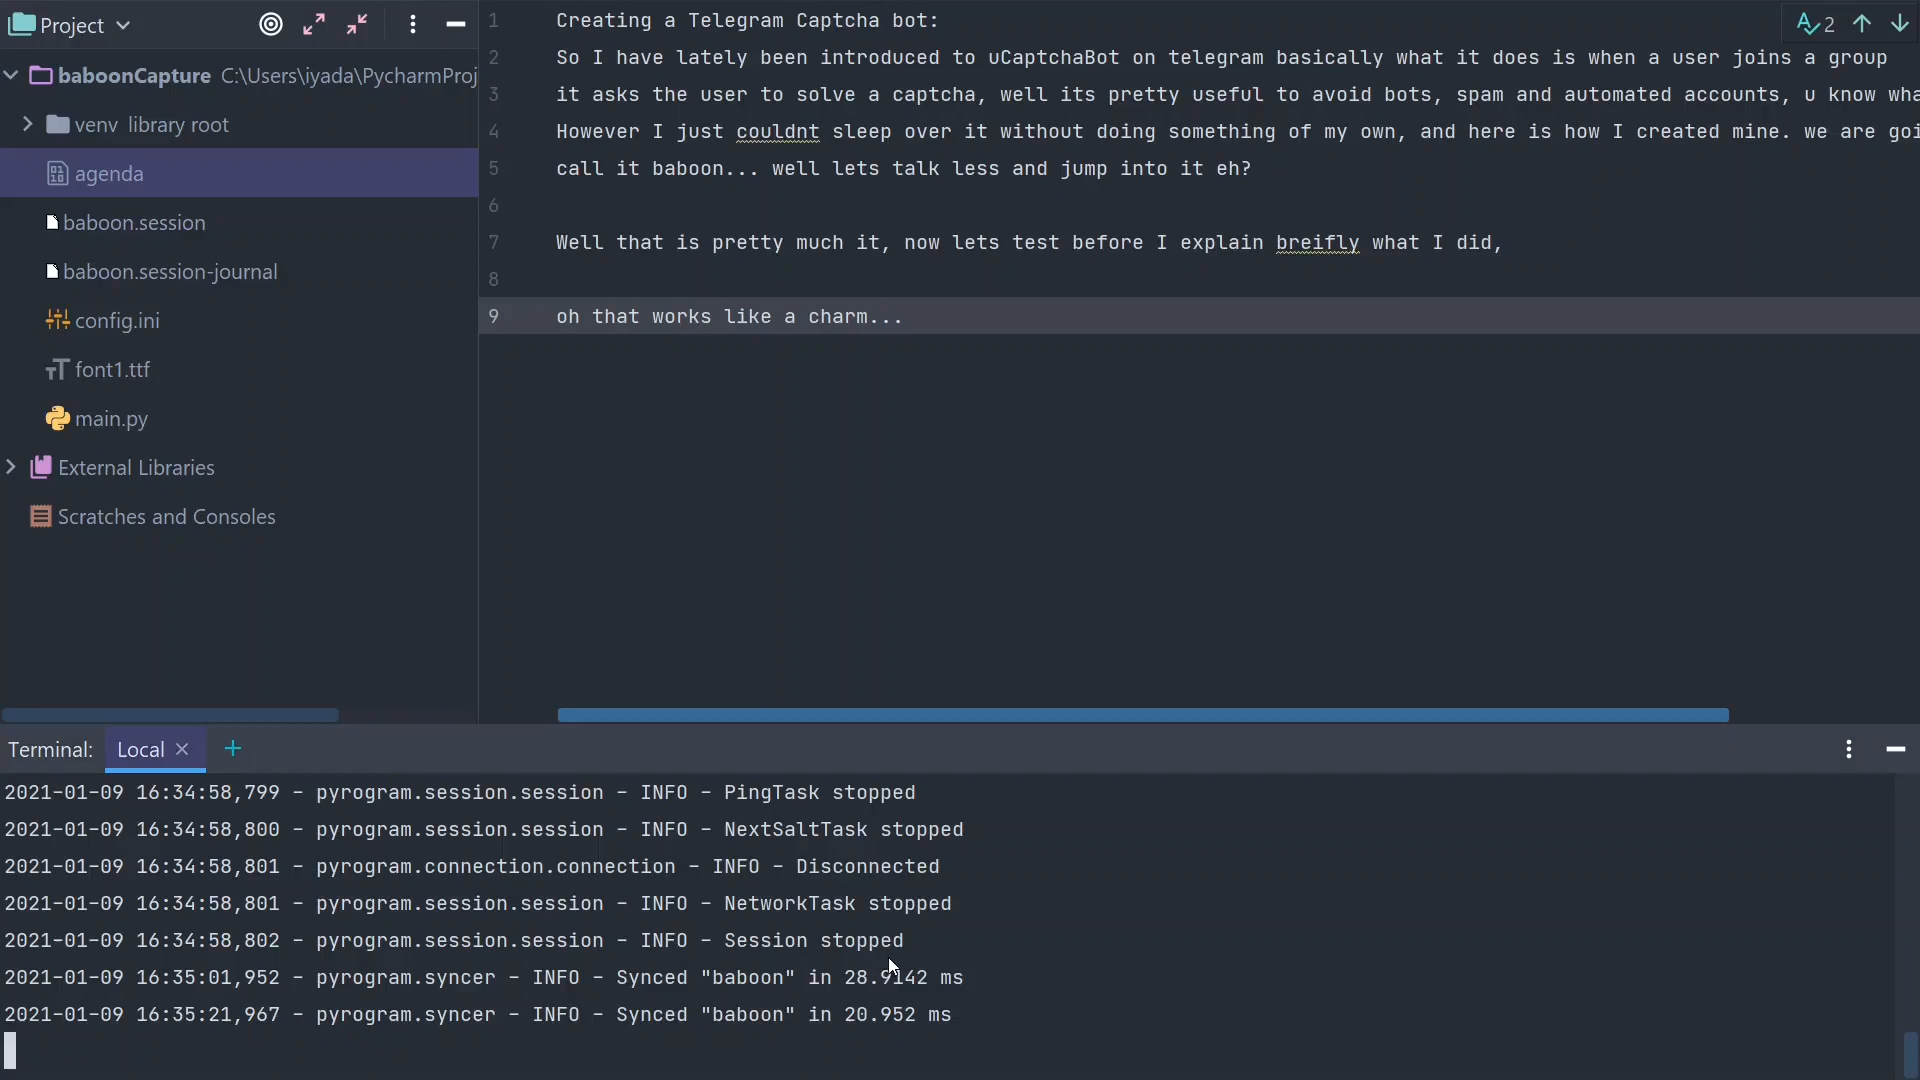 Project
baboonCapture C:\Users\iyada\PycharmProj
venv library root
agenda
baboon.session
baboon.session-journal
config.ini
font1.ttf
main.py
External Libraries
Scratches and Consoles
2
1 Creating a Telegram Captcha bot:
2 So I have lately been introduced to uCaptchaBot on telegram basically what it does is when a user joins a group
3 it asks the user to solve a captcha, well its pretty useful to avoid bots, spam and automated accounts, u know wha
4 However I just couldnt sleep over it without doing something of my own, and here is how I created mine. we are goi
5 call it baboon... well lets talk less and jump into it eh?
6
7 Well that is pretty much it, now lets test before I explain breifly what I did,
8
9 oh that works like a charm...
Terminal: Local
2021-01-09 16:34:58,799 - pyrogram.session.session - INFO - PingTask stopped
2021-01-09 16:34:58,800 - pyrogram.session.session - INFO - NextSaltTask stopped
2021-01-09 16:34:58,801 - pyrogram.connection.connection - INFO - Disconnected
2021-01-09 16:34:58,801 - pyrogram.session.session - INFO - NetworkTask stopped
2021-01-09 16:34:58,802 - pyrogram.session.session - INFO - Session stopped
2021-01-09 16:35:01,952 - pyrogram.syncer - INFO - Synced "baboon" in 28.9142 ms
2021-01-09 16:35:21,967 - pyrogram.syncer - INFO - Synced "baboon" in 20.952 ms